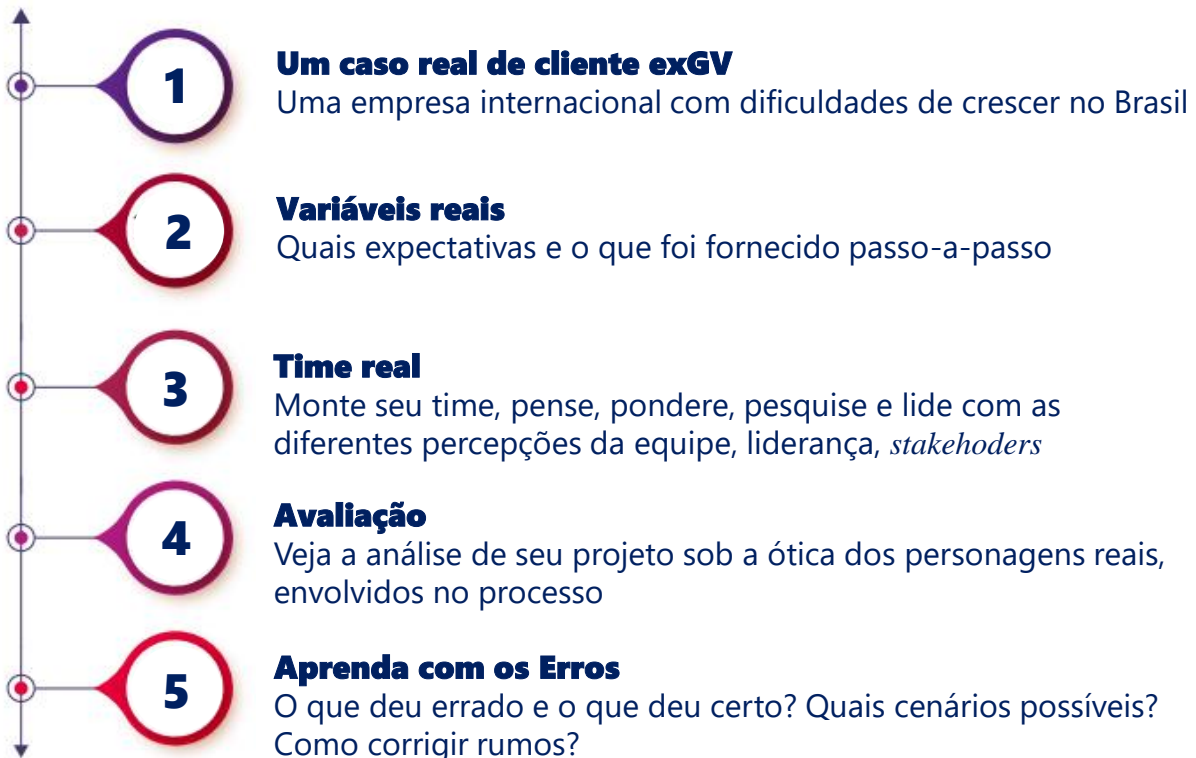 1
Um caso real de cliente exGV
Uma empresa internacional com dificuldades de crescer no Brasil
2
Variáveis reais
Quais expectativas e o que foi fornecido passo-a-passo
3
Time real
Monte seu time, pense, pondere, pesquise e lide com as
diferentes percepções da equipe, liderança, stakehoders
4
Avaliação
Veja a análise de seu projeto sob a ótica dos personagens reais,
envolvidos no processo
5
Aprenda com os Erros
O que deu errado e o que deu certo? Quais cenários possíveis?
Como corrigir rumos?